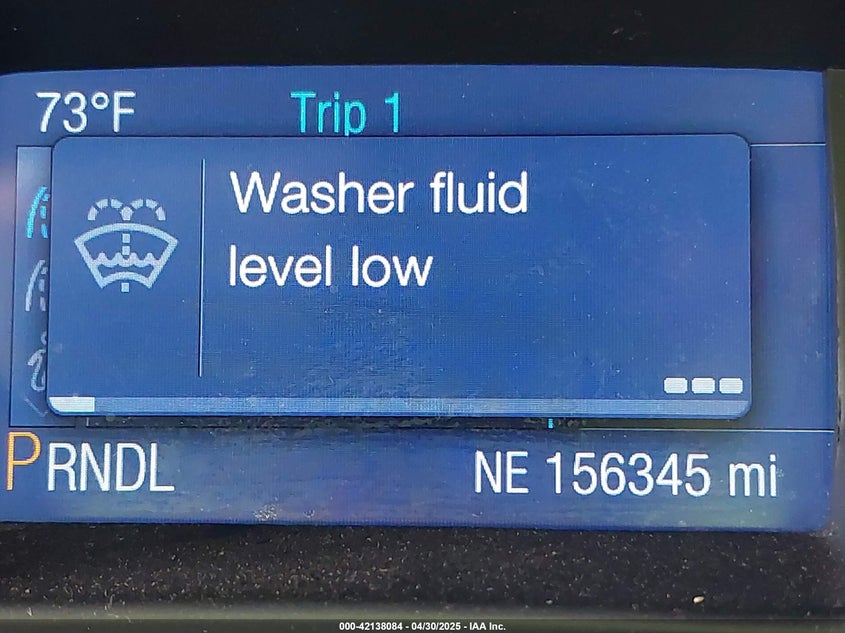 73°F
Trip 1
Washer fluid
level low
PRNDL
NE 156345 mi
000-42138084 - 04/30/2025 - IAA Inc.